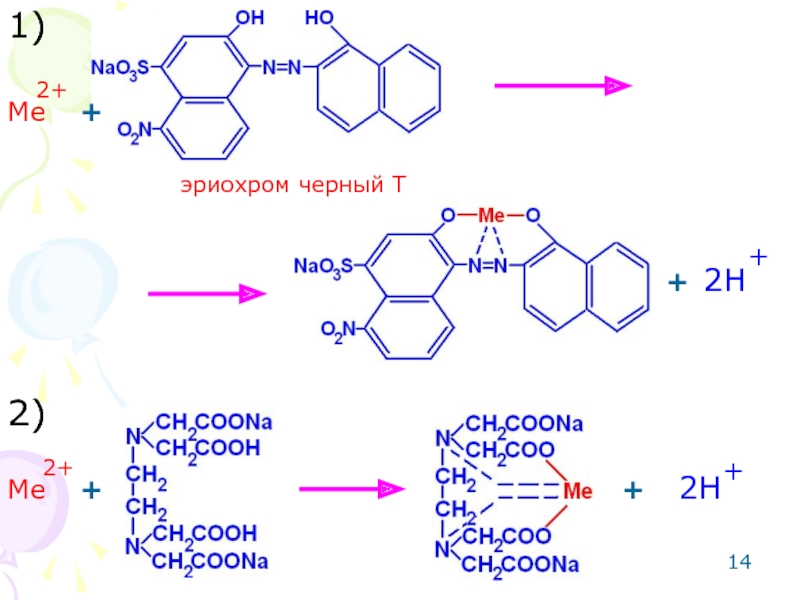 1)
OH HO
NaO3S N=N
Me2+ +
O2N
эриохром черный Т
O Me O
NaO3S N=N + 2H+
O2N
2)
CH2COONa CH2COONa
N N
CH2COOH CH2COO
CH2 CH2
Me2+ + Me + 2H+
CH2 CH2
CH2COOH CH2COO
N N
CH2COONa CH2COONa
14